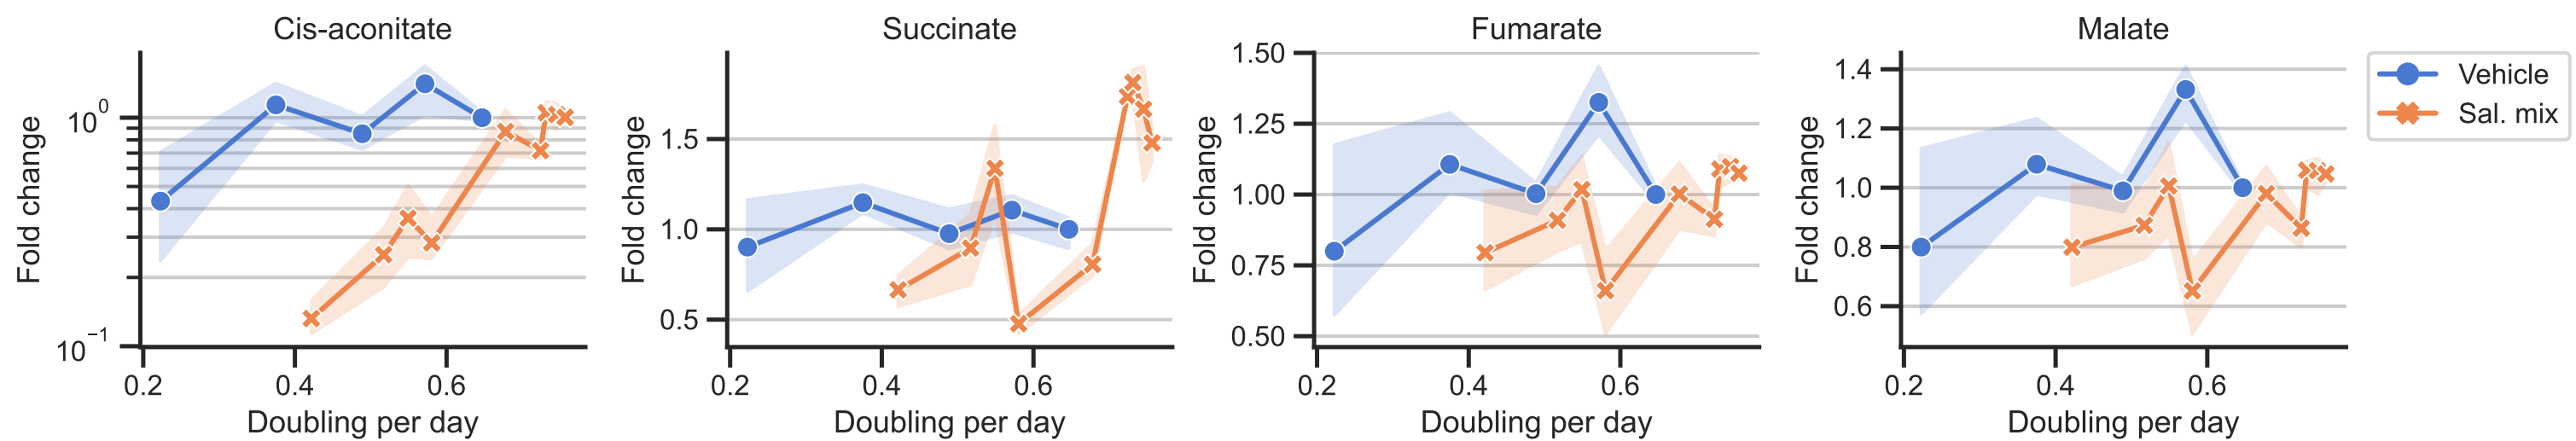 Cis-aconitate
Fold change
10^0
10^−1
0.2 0.4 0.6
Doubling per day
Succinate
Fold change
1.5
1.0
0.5
0.2 0.4 0.6
Doubling per day
Fumarate
Fold change
1.50
1.25
1.00
0.75
0.50
0.2 0.4 0.6
Doubling per day
Malate
Fold change
1.4
1.2
1.0
0.8
0.6
0.2 0.4 0.6
Doubling per day
Vehicle
Sal. mix